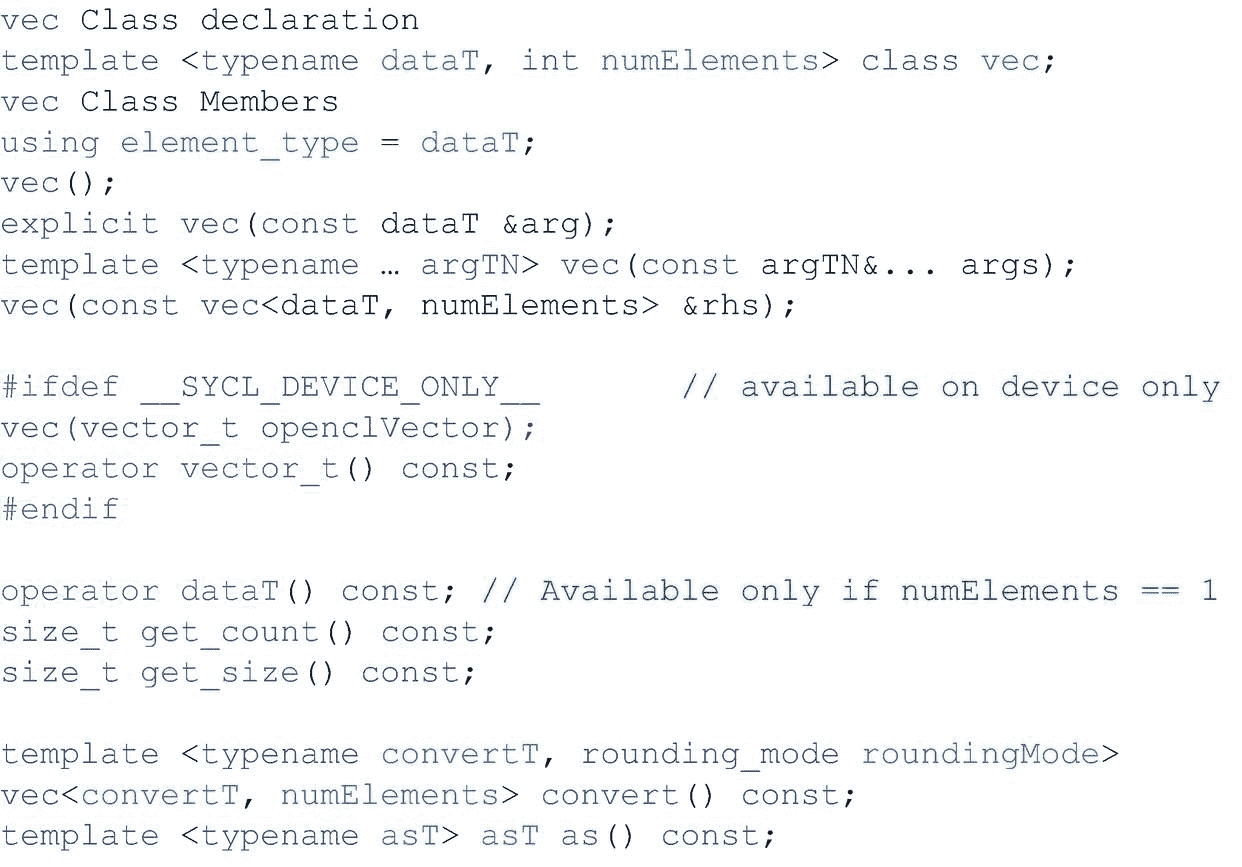 vec Class declaration
template <typename dataT, int numElements> class vec;
vec Class Members
using element_type = dataT;
vec();
explicit vec(const dataT &arg);
template <typename … argTN> vec(const argTN&... args);
vec(const vec<dataT, numElements> &rhs);
#ifdef __SYCL_DEVICE_ONLY__ // available on device only
vec(vector_t openclVector);
operator vector_t() const;
#endif
operator dataT() const; // Available only if numElements == 1
size_t get_count() const;
size_t get_size() const;
template <typename convertT, rounding_mode roundingMode>
vec<convertT, numElements> convert() const;
template <typename asT> asT as() const;